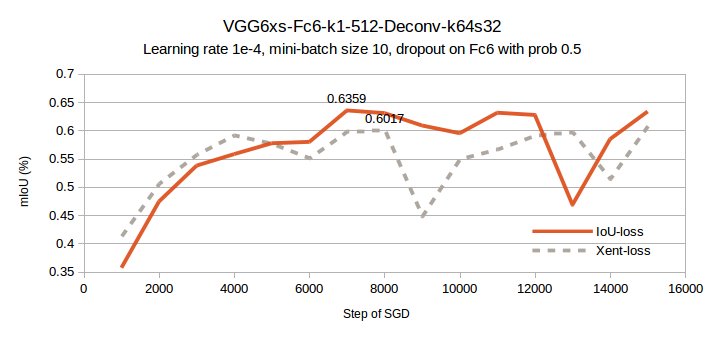 VGG6xs-Fc6-k1-512-Deconv-k64s32
Learning rate 1e-4, mini-batch size 10, dropout on Fc6 with prob 0.5
0.7
0.65
0.6
0.55
0.5
0.45
0.4
0.35
mIoU (%)
0.6359
0.6017
IoU-loss
Xent-loss
0 2000 4000 6000 8000 10000 12000 14000 16000
Step of SGD